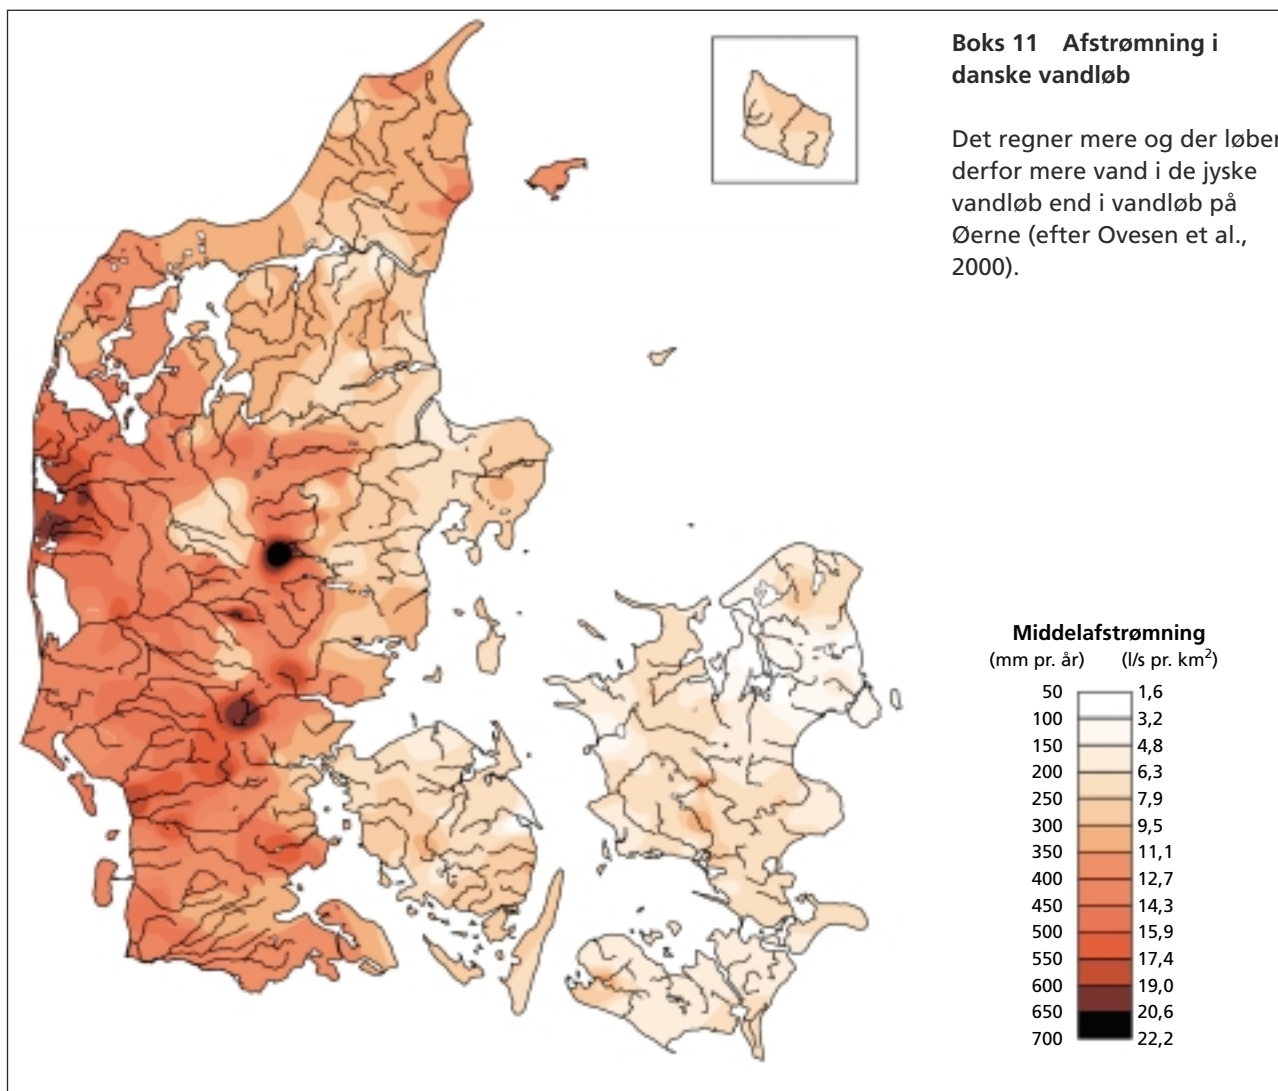 Boks 11 Afstrømning i
danske vandløb
Det regner mere og der løber
derfor mere vand i de jyske
vandløb end i vandløb på
Øerne (efter Ovesen et al.,
2000).
Middelafstrømning
(mm pr. år) (l/s pr. km²)
50 1,6
100 3,2
150 4,8
200 6,3
250 7,9
300 9,5
350 11,1
400 12,7
450 14,3
500 15,9
550 17,4
600 19,0
650 20,6
700 22,2